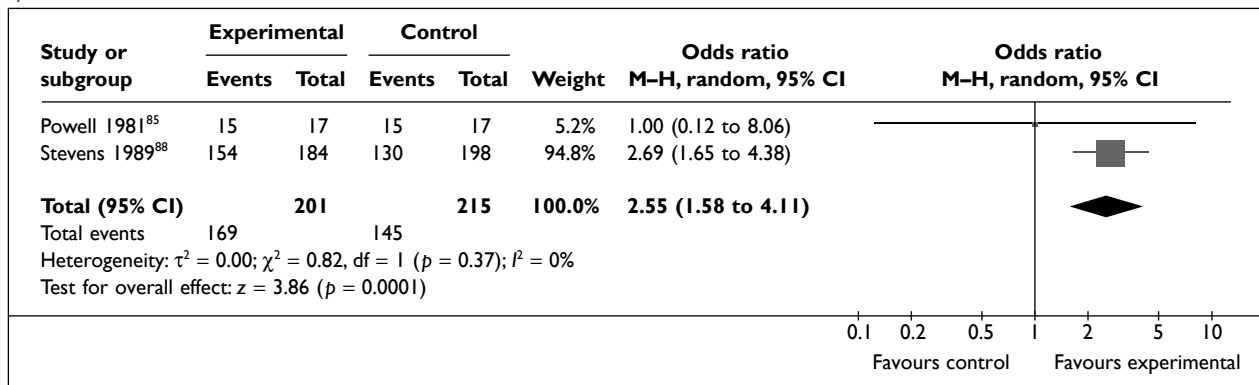 Study or subgroup Experimental Control Weight Odds ratio M–H, random, 95% CI Odds ratio M–H, random, 95% CI
Events Total Events Total
Powell 1981⁸⁵ 15 17 15 17 5.2% 1.00 (0.12 to 8.06)
Stevens 1989⁸⁸ 154 184 130 198 94.8% 2.69 (1.65 to 4.38)
Total (95% CI) 201 215 100.0% 2.55 (1.58 to 4.11)
Total events 169 145
Heterogeneity: τ² = 0.00; χ² = 0.82, df = 1 (p = 0.37); I² = 0%
Test for overall effect: z = 3.86 (p = 0.0001)
0.1 0.2 0.5 1 2 5 10
Favours control Favours experimental